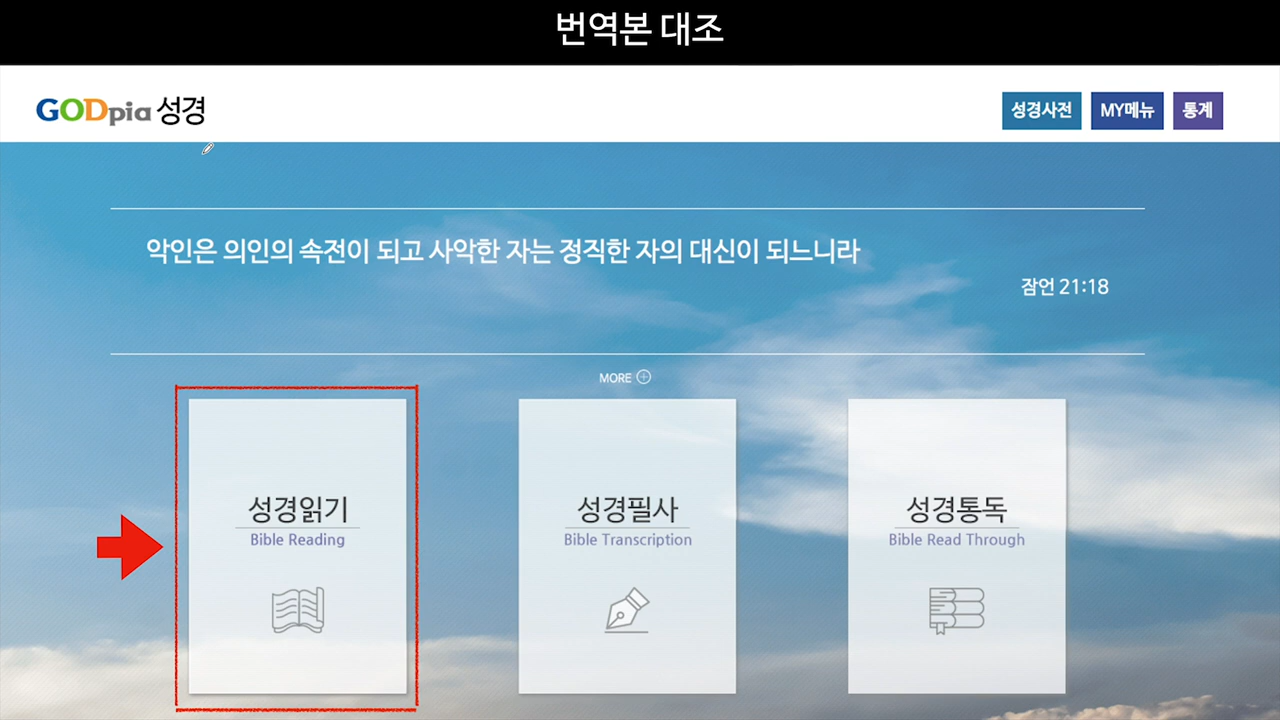 번역본 대조
GODpia 성경
성경사전 MY메뉴 통계
악인은 의인의 속전이 되고 사악한 자는 정직한 자의 대신이 되느니라
잠언 21:18
MORE
성경읽기
Bible Reading
성경필사
Bible Transcription
성경통독
Bible Read Through